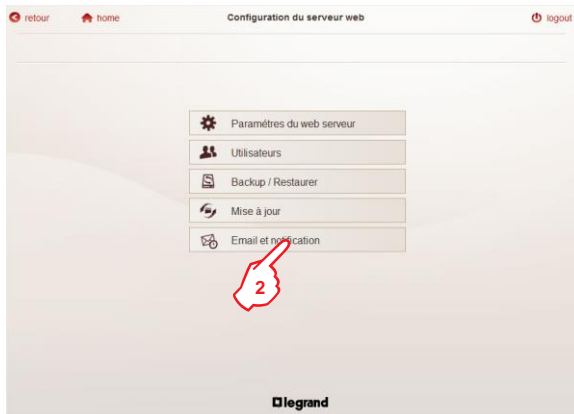 retour home Configuration du serveur web logout
Paramétres du web serveur
Utilisateurs
Backup / Restaurer
Mise à jour
Email et notification
2
legrand